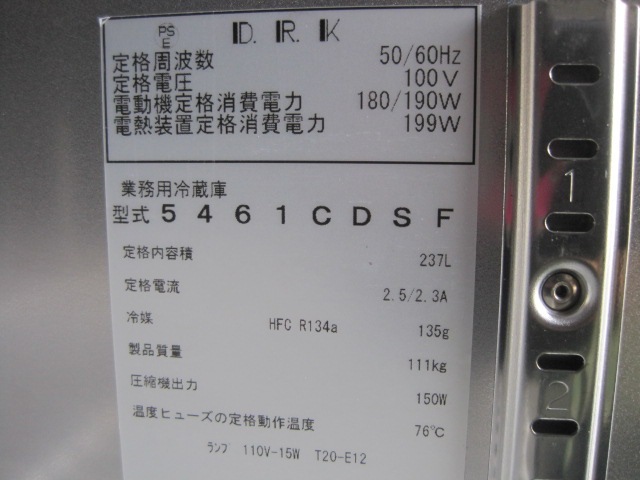 PS
E
D.R.K
定格周波数 50/60Hz
定格電圧 100V
電動機定格消費電力 180/190W
電熱装置定格消費電力 199W
業務用冷蔵庫
型式 5461CDSF
定格内容積 237L
定格電流 2.5/2.3A
冷媒 HFC R134a 135g
製品質量 111kg
圧縮機出力 150W
温度ヒューズの定格動作温度 76℃
ﾗﾝﾌﾟ 110V-15W T20-E12
1
2